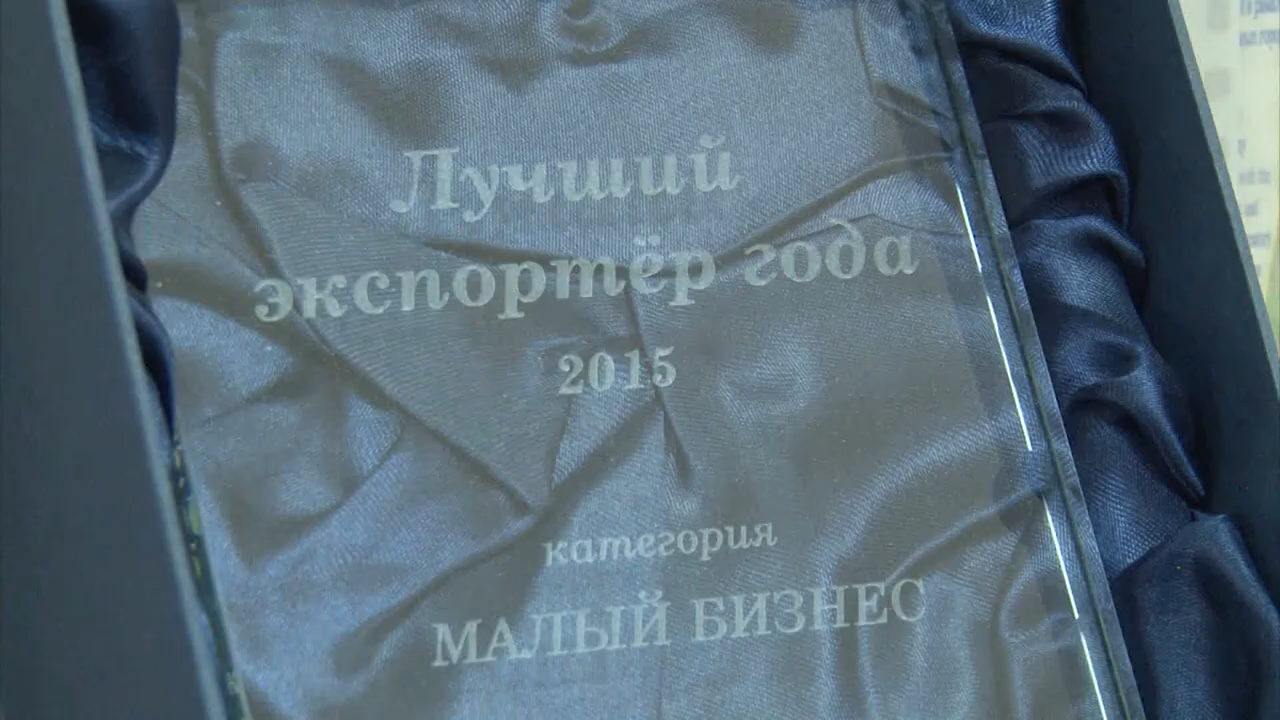 Лучший
экспортёр года
2015
категория
МАЛЫЙ БИЗНЕС